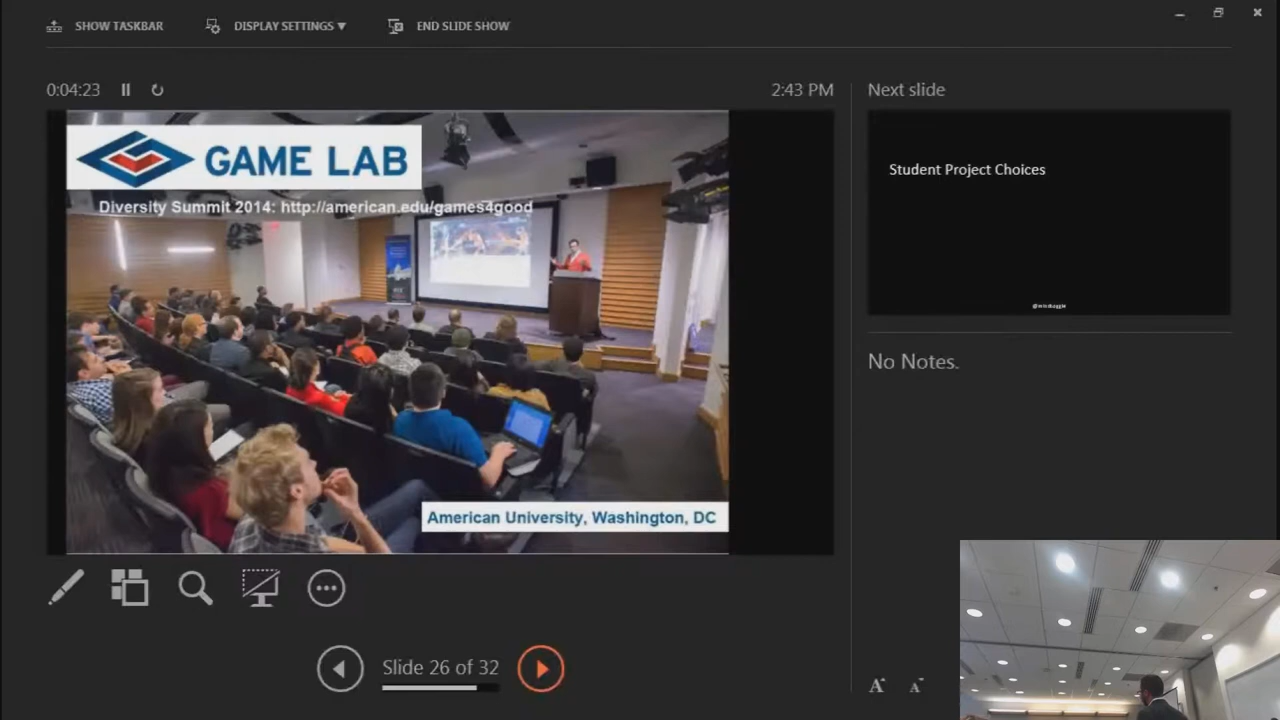 SHOW TASKBAR
DISPLAY SETTINGS ▼
END SLIDE SHOW
0:04:23
2:43 PM
Next slide
GAME LAB
Diversity Summit 2014: http://american.edu/games4good
American University, Washington, DC
Student Project Choices
No Notes.
Slide 26 of 32
A
A